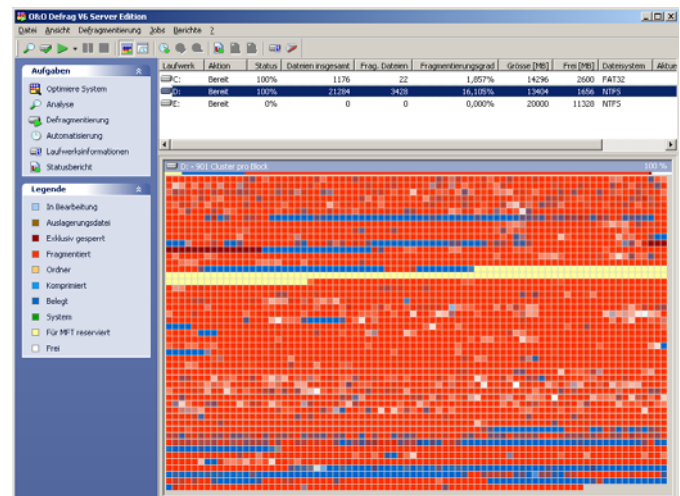 O&O Defrag V6 Server Edition
Datei Ansicht Defragmentierung Jobs Berichte ?
Aufgaben
Optimiere System
Analyse
Defragmentierung
Automatisierung
Laufwerksinformationen
Statusbericht
Legende
In Bearbeitung
Auslagerungsdatei
Exklusiv gesperrt
Fragmentiert
Ordner
Komprimiert
Belegt
System
Für MFT reserviert
Frei
Laufwerk Aktion Status Dateien insgesamt Frag. Dateien Fragmentierungsgrad Grösse [MB] Frei [MB] Dateisystem Aktue
C: Bereit 100% 1176 22 1,857% 14296 2600 FAT32
D: Bereit 100% 21284 3428 16,105% 13404 1656 NTFS
E: Bereit 0% 0 0 0,000% 20000 11328 NTFS
D: - 901 Cluster pro Block 100 %